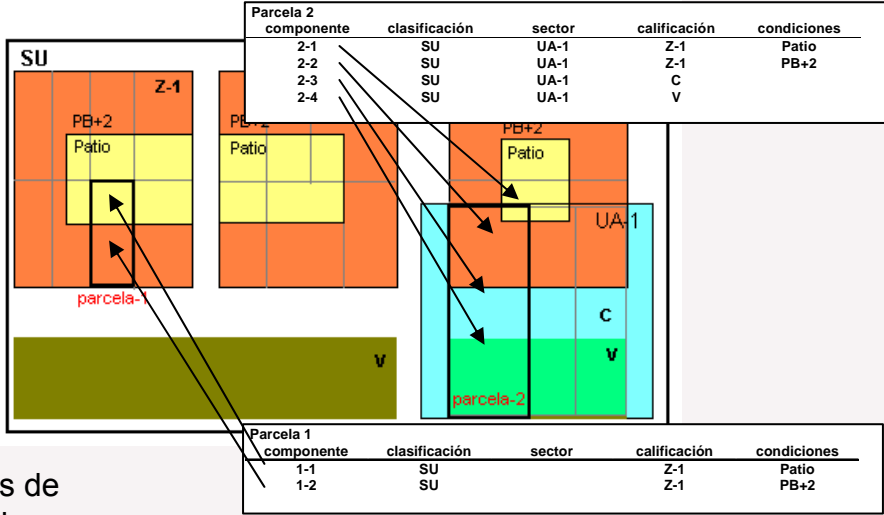 Parcela 2
componente clasificación sector calificación condiciones
2-1 SU UA-1 Z-1 Patio
2-2 SU UA-1 Z-1 PB+2
2-3 SU UA-1 C
2-4 SU UA-1 V
SU
Z-1
PB+2
Patio
Patio
PB+2
Patio
UA-1
C
V
parcela-1
V
parcela-2
Parcela 1
componente clasificación sector calificación condiciones
1-1 SU Z-1 Patio
1-2 SU Z-1 PB+2
s de